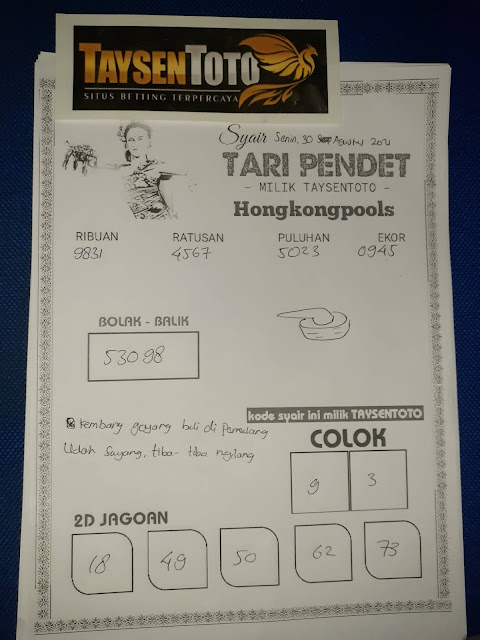 TAYSENTOTO
SITUS BETTING TERPERCAYA
Syair Senin, 30 Agustus 2021
TARI PENDET
- MILIK TAYSENTOTO -
Hongkongpools
RIBUAN RATUSAN PULUHAN EKOR
9831 4567 5023 0945
BOLAK - BALIK
53098
kode syair ini milik TAYSENTOTO
Kembang goyang beli di Pemulang
Udah Sayang, tiba-tiba ngilang
COLOK
9 3
2D JAGOAN
18 49 50 62 73